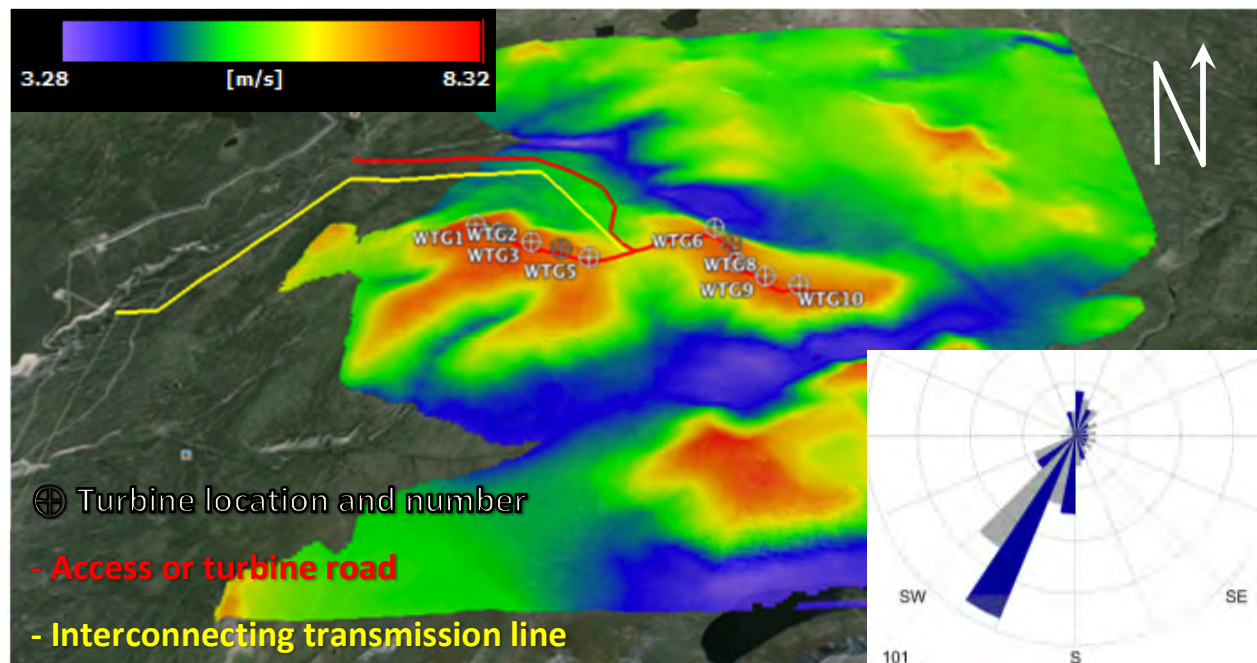 3.28 [m/s] 8.32
N
WTG1 WTG2
WTG3
WTG5
WTG6
WTG8
WTG9
WTG10
Turbine location and number
- Access or turbine road
- Interconnecting transmission line
SW SE
101 S